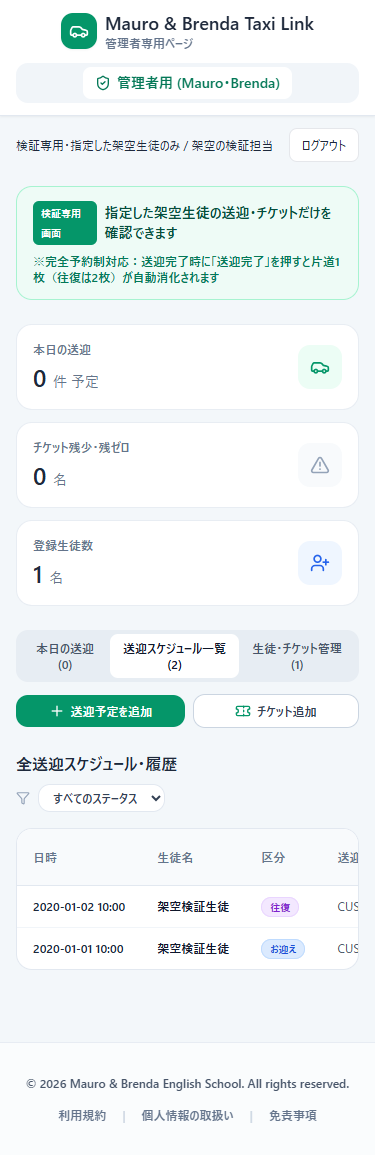 Mauro & Brenda Taxi Link
管理者専用ページ
管理者用 (Mauro・Brenda)
検証専用・指定した架空生徒のみ / 架空の検証担当
ログアウト
検証専用
画面
指定した架空生徒の送迎・チケットだけを
確認できます
※完全予約制対応：送迎完了時に「送迎完了」を押すと片道1
枚（往復は2枚）が自動消化されます
本日の送迎
0 件 予定
チケット残少・残ゼロ
0 名
登録生徒数
1 名
本日の送迎
(0)
送迎スケジュール一覧
(2)
生徒・チケット管理
(1)
送迎予定を追加
チケット追加
全送迎スケジュール・履歴
すべてのステータス
日時 生徒名 区分 送迎
2020-01-02 10:00 架空検証生徒 往復 CUS
2020-01-01 10:00 架空検証生徒 お迎え CUS
© 2026 Mauro & Brenda English School. All rights reserved.
利用規約 | 個人情報の取扱い | 免責事項